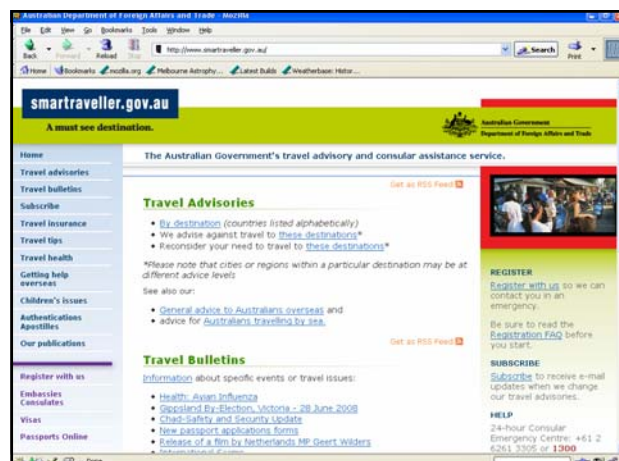 Australian Department of Foreign Affairs and Trade - Mozilla
File Edit View Go Bookmarks Tools Window Help
Back Forward Reload Stop
http://www.smartraveller.gov.au/
Search
Print
Home Bookmarks mozilla.org Melbourne Astrophy... Latest Builds Weatherbase: Histor...
smartraveller.gov.au
A must see destination.
Australian Government
Department of Foreign Affairs and Trade
Home
Travel advisories
Travel bulletins
Subscribe
Travel insurance
Travel tips
Travel health
Getting help
overseas
Children's issues
Authentications
Apostilles
Our publications
Register with us
Embassies
Consulates
Visas
Passports Online
The Australian Government's travel advisory and consular assistance service.
Get as RSS Feed
Travel Advisories
• By destination (countries listed alphabetically)
• We advise against travel to these destinations*
• Reconsider your need to travel to these destinations*
*Please note that cities or regions within a particular destination may be at
different advice levels
See also our:
• General advice to Australians overseas and
• advice for Australians travelling by sea.
Get as RSS Feed
Travel Bulletins
Information about specific events or travel issues:
• Health: Avian Influenza
• Gippsland By-Election, Victoria - 28 June 2008
• Chad-Safety and Security Update
• New passport applications forms
• Release of a film by Netherlands MP Geert Wilders
REGISTER
Register with us so we can
contact you in an
emergency.
Be sure to read the
Registration FAQ before
you start.
SUBSCRIBE
Subscribe to receive e-mail
updates when we change
our travel advisories.
HELP
24-hour Consular
Emergency Centre: +61 2
6261 3305 or 1300
Done